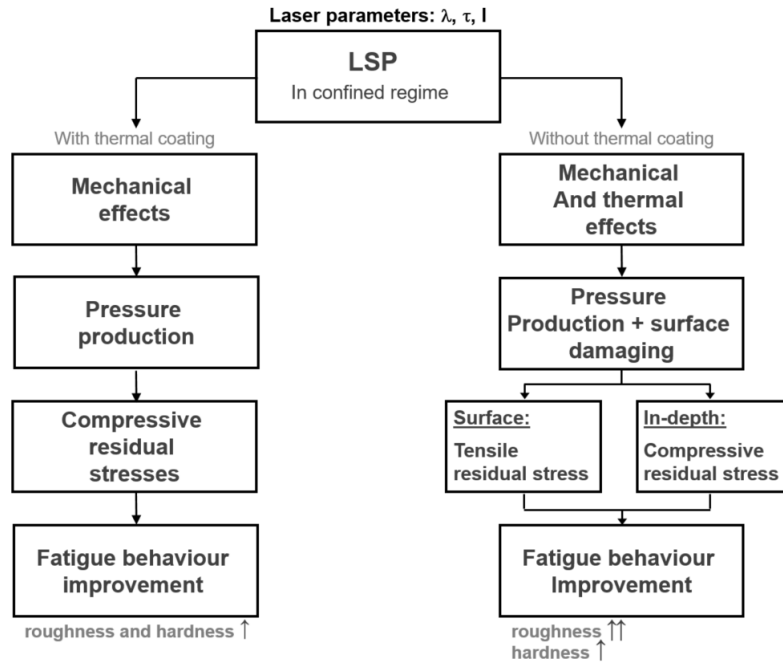 Laser parameters: λ, τ, I
LSP
In confined regime
With thermal coating
Without thermal coating
Mechanical
effects
Mechanical
And thermal
effects
Pressure
production
Pressure
Production + surface
damaging
Compressive
residual
stresses
Surface:
Tensile
residual stress
In-depth:
Compressive
residual stress
Fatigue behaviour
improvement
Fatigue behaviour
Improvement
roughness and hardness ↑
roughness ↑↑
hardness ↑